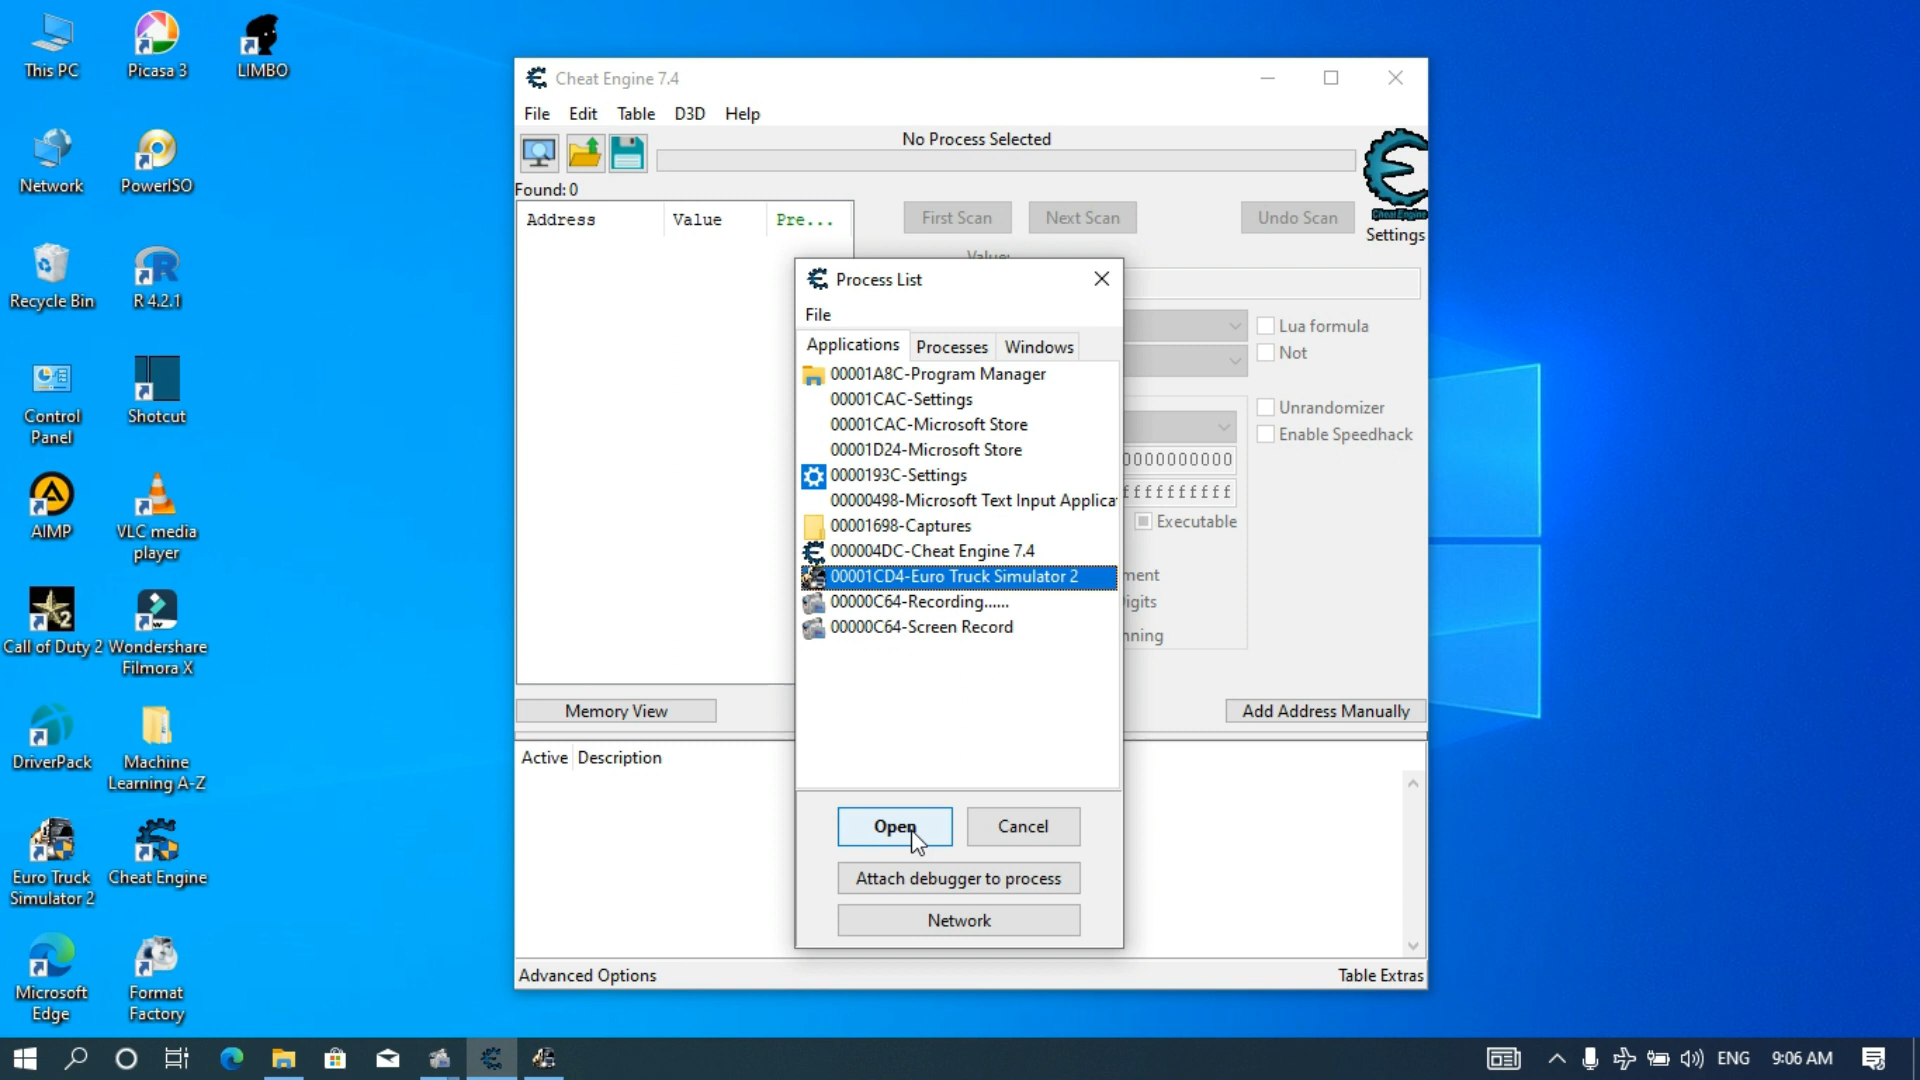 This PC
Picasa 3
LIMBO
Network
PowerISO
Recycle Bin
R 4.2.1
Control
Panel
Shotcut
AIMP
VLC media
player
Call of Duty 2
Wondershare
Filmora X
DriverPack
Machine
Learning A-Z
Euro Truck
Simulator 2
Cheat Engine
Microsoft
Edge
Format
Factory
Cheat Engine 7.4
File Edit Table D3D Help
No Process Selected
Found: 0
Address Value Pre...
First Scan Next Scan Undo Scan
Cheat Engine
Settings
Value:
Process List
File
Applications Processes Windows
00001A8C-Program Manager
00001CAC-Settings
00001CAC-Microsoft Store
00001D24-Microsoft Store
0000193C-Settings
00000498-Microsoft Text Input Applica
00001698-Captures
000004DC-Cheat Engine 7.4
00001CD4-Euro Truck Simulator 2
00000C64-Recording......
00000C64-Screen Record
Open Cancel
Attach debugger to process
Network
Lua formula
Not
Unrandomizer
Enable Speedhack
0000000000
ffffffffff
Executable
ment
igits
nning
Memory View
Add Address Manually
Active Description
Advanced Options
Table Extras
ENG
9:06 AM